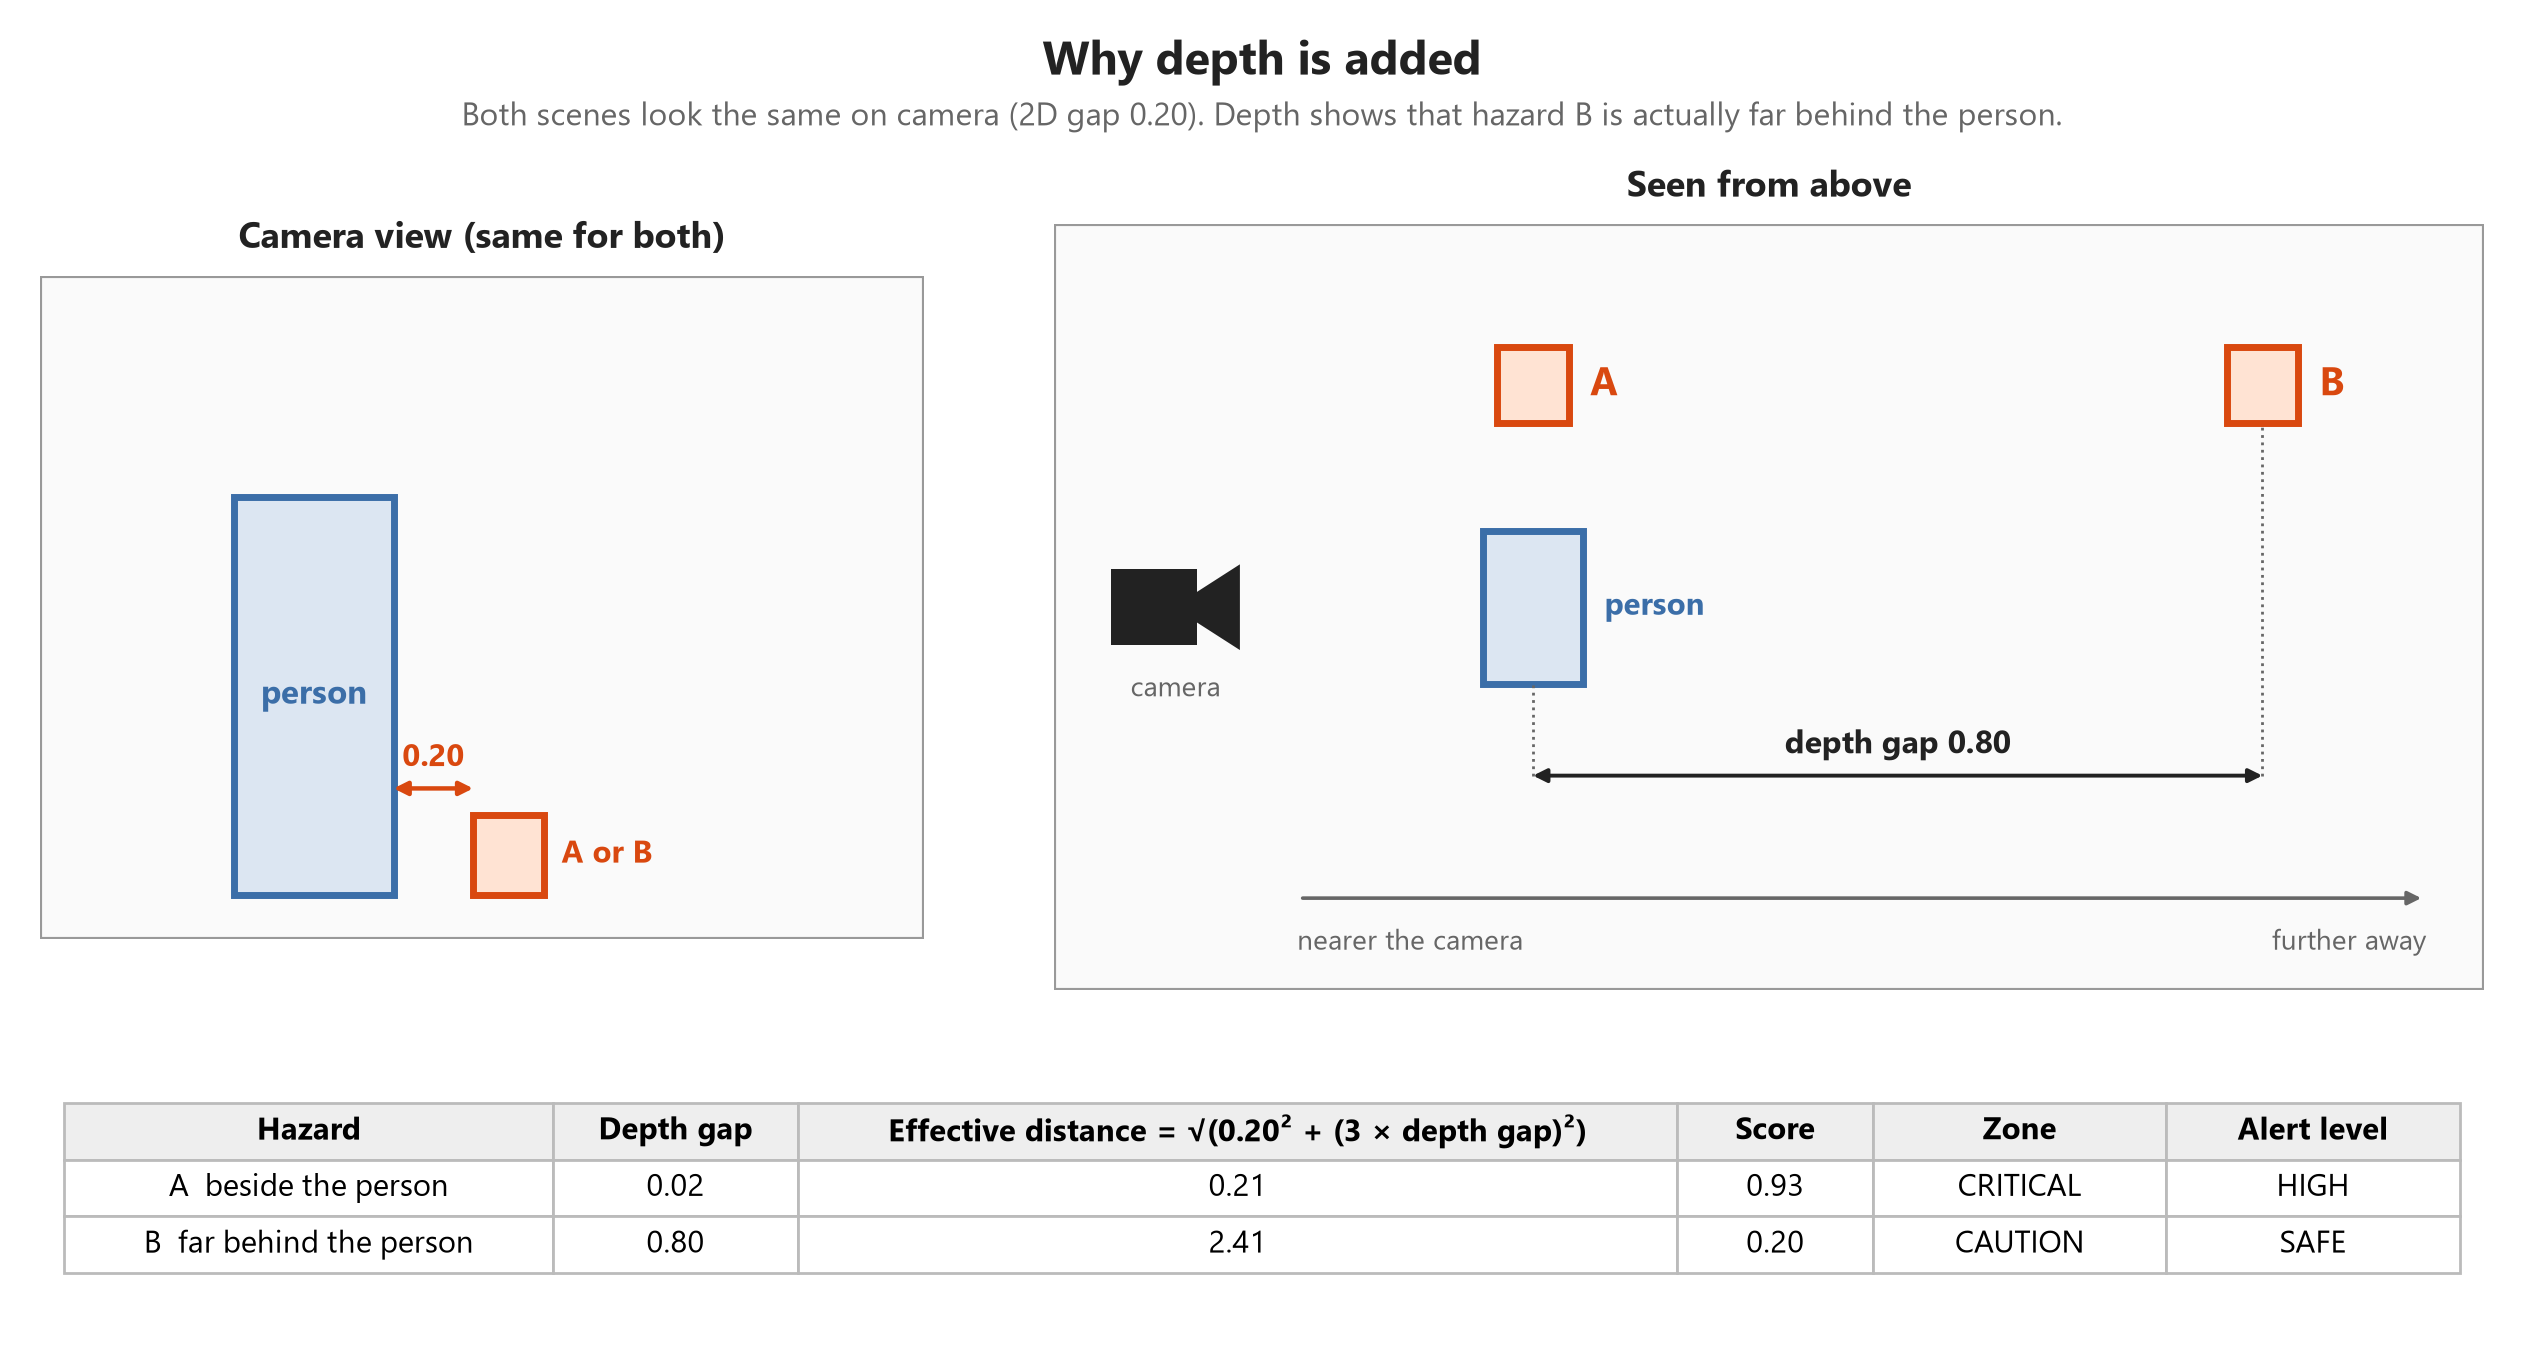 Why depth is added
Both scenes look the same on camera (2D gap 0.20). Depth shows that hazard B is actually far behind the person.
Camera view (same for both)
person
0.20
A or B
Seen from above
A
B
person
camera
depth gap 0.80
nearer the camera
further away
Hazard Depth gap Effective distance = √(0.20² + (3 × depth gap)²) Score Zone Alert level
A beside the person 0.02 0.21 0.93 CRITICAL HIGH
B far behind the person 0.80 2.41 0.20 CAUTION SAFE